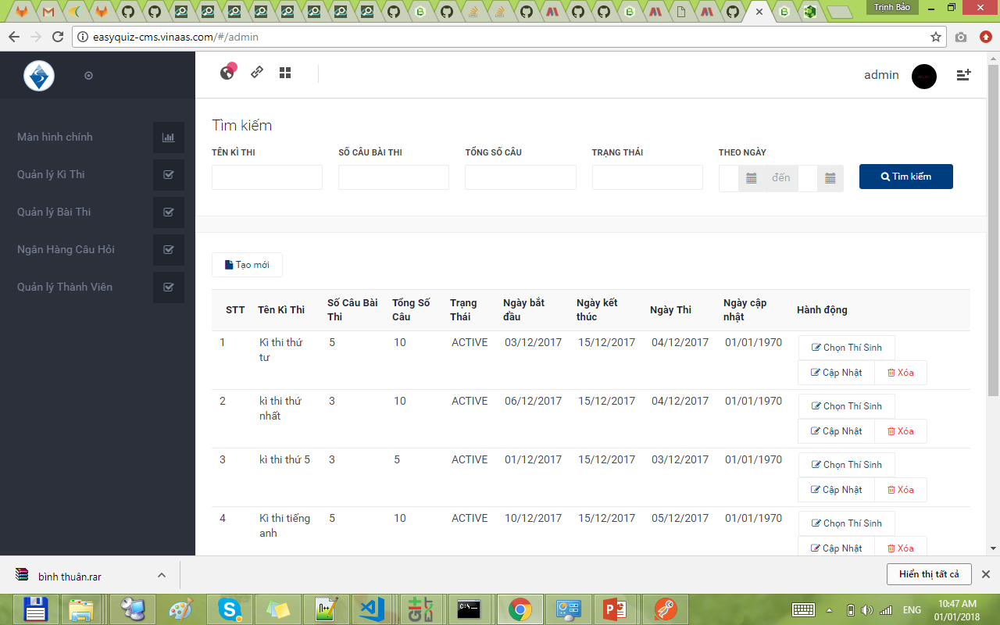 Trịnh Bảo
easyquiz-cms.vinaas.com/#/admin
admin
Màn hình chính
Quản lý Kì Thi
Quản lý Bài Thi
Ngân Hàng Câu Hỏi
Quản lý Thành Viên
Tìm kiếm
TÊN KÌ THI SỐ CÂU BÀI THI TỔNG SỐ CÂU TRẠNG THÁI THEO NGÀY
đến Tìm kiếm
Tạo mới
STT Tên Kì Thi Số Câu Bài Thi Tổng Số Câu Trạng Thái Ngày bắt đầu Ngày kết thúc Ngày Thi Ngày cập nhật Hành động
1 Kì thi thứ tư 5 10 ACTIVE 03/12/2017 15/12/2017 04/12/2017 01/01/1970 Chọn Thí Sinh
Cập Nhật Xóa
2 kì thi thứ nhất 3 10 ACTIVE 06/12/2017 15/12/2017 04/12/2017 01/01/1970 Chọn Thí Sinh
Cập Nhật Xóa
3 kì thi thứ 5 3 5 ACTIVE 01/12/2017 15/12/2017 03/12/2017 01/01/1970 Chọn Thí Sinh
Cập Nhật Xóa
4 Kì thi tiếng anh 5 10 ACTIVE 10/12/2017 15/12/2017 05/12/2017 01/01/1970 Chọn Thí Sinh
Cập Nhật Xóa
bình thuân.rar
Hiển thị tất cả
ENG
10:47 AM
01/01/2018